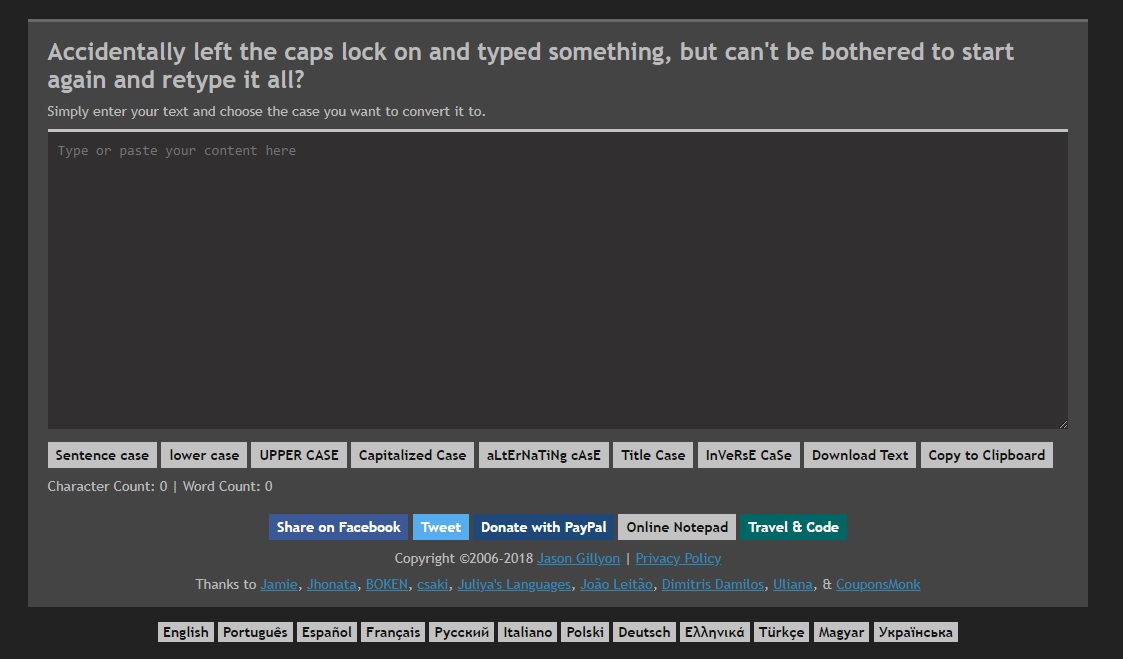 Accidentally left the caps lock on and typed something, but can't be bothered to start
again and retype it all?
Simply enter your text and choose the case you want to convert it to.
Type or paste your content here
Sentence case lower case UPPER CASE Capitalized Case aLtErNaTiNg cAsE Title Case InVeRsE CaSe Download Text Copy to Clipboard
Character Count: 0 | Word Count: 0
Share on Facebook Tweet Donate with PayPal Online Notepad Travel & Code
Copyright ©2006-2018 Jason Gillyon | Privacy Policy
Thanks to Jamie, Jhonata, BOKEN, csaki, Juliya's Languages, João Leitão, Dimitris Damilos, Uliana, & CouponsMonk
English Português Español Français Русский Italiano Polski Deutsch Ελληνικά Türkçe Magyar Українська